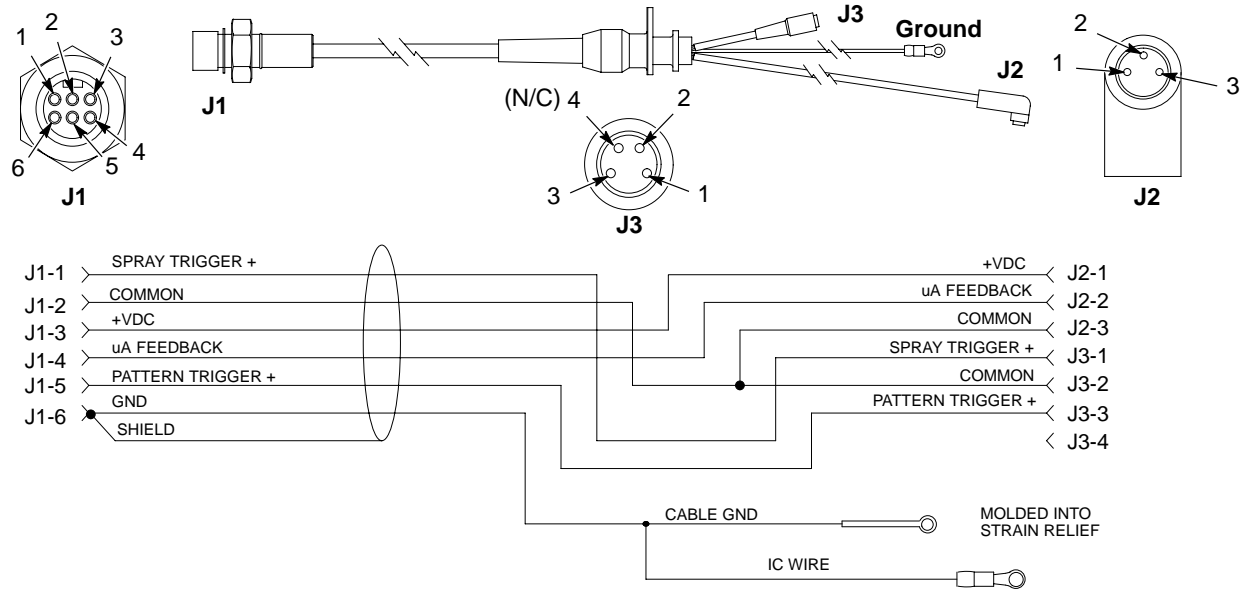 1 2 3
6 5 4
J1
J1
(N/C) 4 2
3 1
J3
J3
Ground
J2
2
1
3
J2
J1-1 SPRAY TRIGGER +
J1-2 COMMON
J1-3 +VDC
J1-4 uA FEEDBACK
J1-5 PATTERN TRIGGER +
J1-6 GND
SHIELD
+VDC J2-1
uA FEEDBACK J2-2
COMMON J2-3
SPRAY TRIGGER + J3-1
COMMON J3-2
PATTERN TRIGGER + J3-3
J3-4
CABLE GND
MOLDED INTO
STRAIN RELIEF
IC WIRE